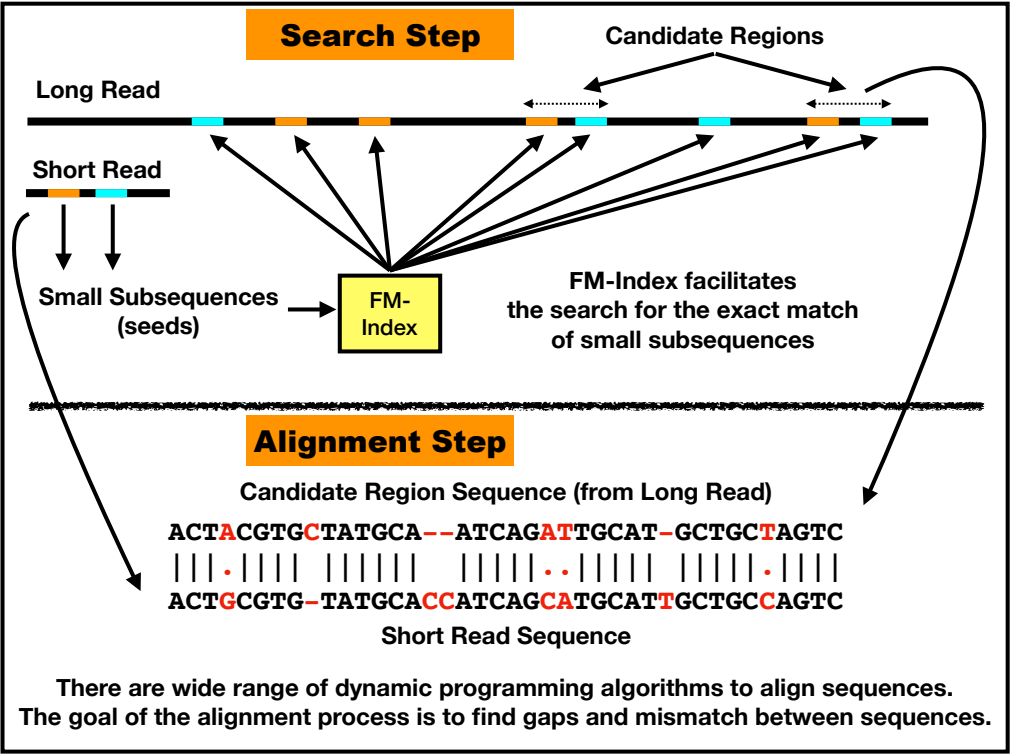 Search Step
Candidate Regions
Long Read
Short Read
Small Subsequences
(seeds)
FM-
Index
FM-Index facilitates
the search for the exact match
of small subsequences
Alignment Step
Candidate Region Sequence (from Long Read)
ACTACGTGCTATGCA--ATCAGATTGCAT-GCTGCTAGTC
|||.|||| |||||| |||||..||||| |||||.||||
ACTGCGTG-TATGCACCATCAGCATGCATTGCTGCCAGTC
Short Read Sequence
There are wide range of dynamic programming algorithms to align sequences.
The goal of the alignment process is to find gaps and mismatch between sequences.